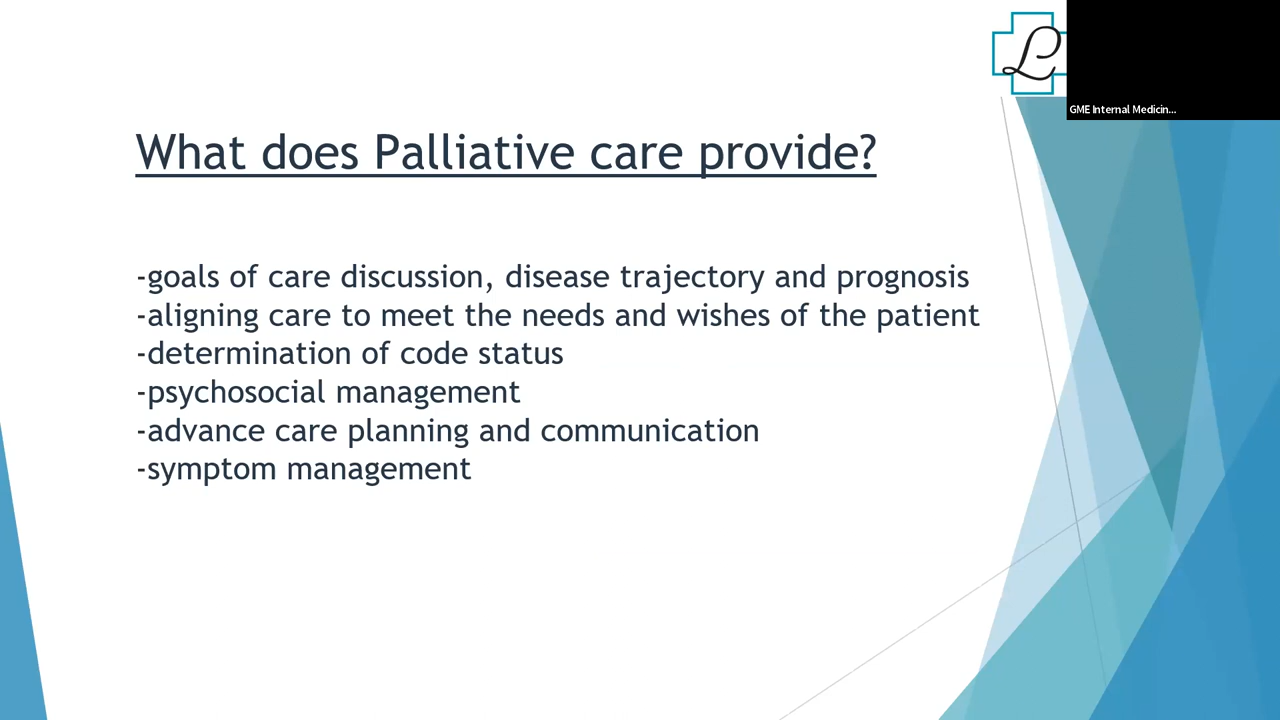 L
GME Internal Medicin...
What does Palliative care provide?
-goals of care discussion, disease trajectory and prognosis
-aligning care to meet the needs and wishes of the patient
-determination of code status
-psychosocial management
-advance care planning and communication
-symptom management